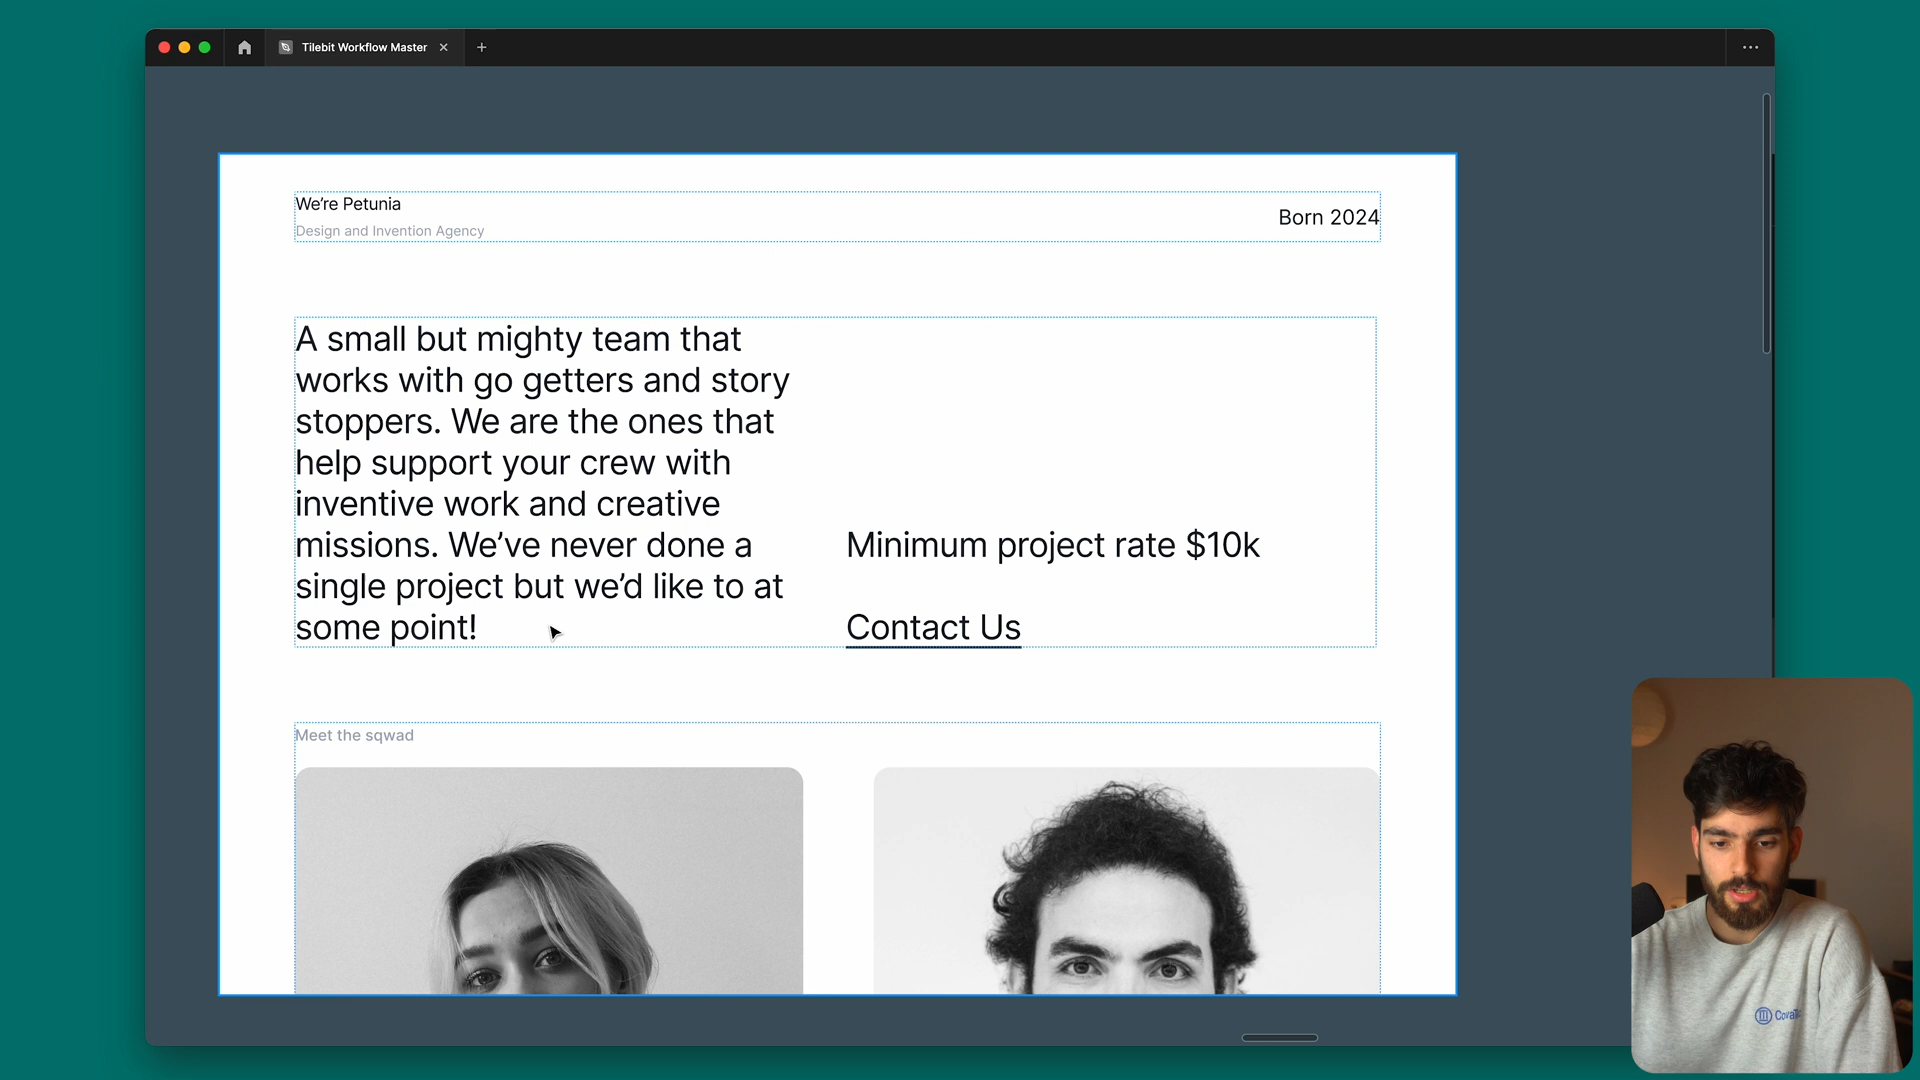 Tilebit Workflow Master
We're Petunia
Design and Invention Agency
Born 2024
A small but mighty team that
works with go getters and story
stoppers. We are the ones that
help support your crew with
inventive work and creative
missions. We've never done a
single project but we'd like to at
some point!
Minimum project rate $10k
Contact Us
Meet the sqwad